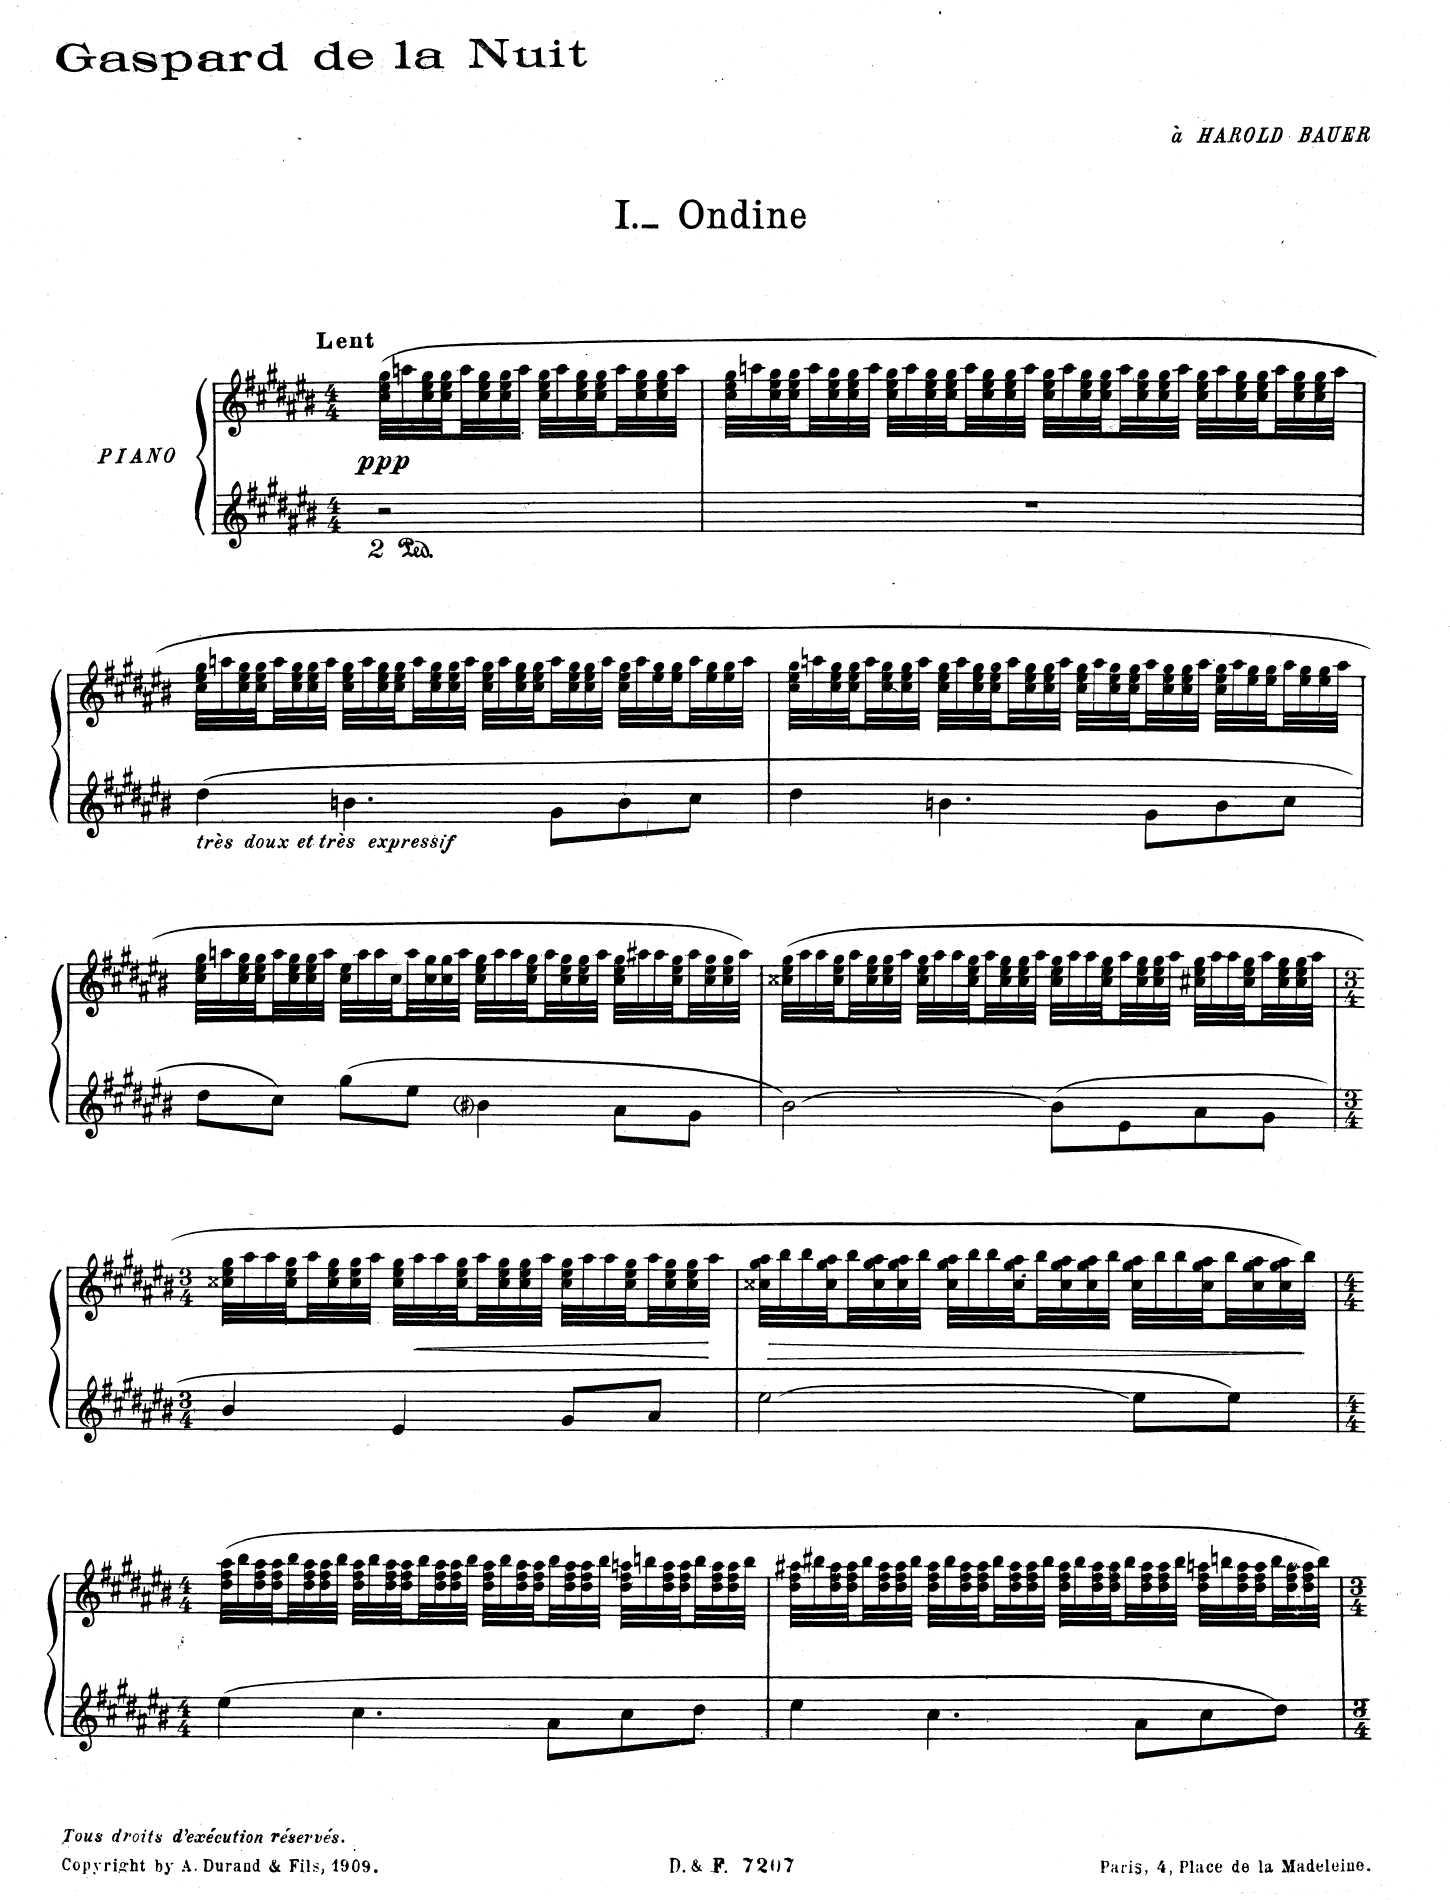 Gaspard de la Nuit
à HAROLD BAUER
I._ Ondine
Lent
PIANO
ppp
2 Ped.
très doux et très expressif
Tous droits d'exécution réservés.
Copyright by A. Durand & Fils, 1909.
D. & F. 7207
Paris, 4, Place de la Madeleine.